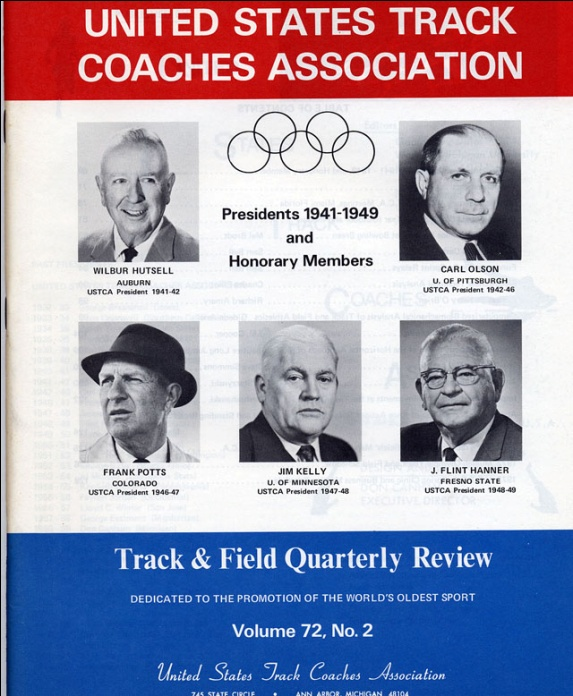 UNITED STATES TRACK
COACHES ASSOCIATION
Presidents 1941-1949
and
Honorary Members
WILBUR HUTSELL
AUBURN
USTCA President 1941-42
CARL OLSON
U. OF PITTSBURGH
USTCA President 1942-46
FRANK POTTS
COLORADO
USTCA President 1946-47
JIM KELLY
U. OF MINNESOTA
USTCA President 1947-48
J. FLINT HANNER
FRESNO STATE
USTCA President 1948-49
Track & Field Quarterly Review
DEDICATED TO THE PROMOTION OF THE WORLD'S OLDEST SPORT
Volume 72, No. 2
United States Track Coaches Association
745 STATE CIRCLE • ANN ARBOR, MICHIGAN 48104